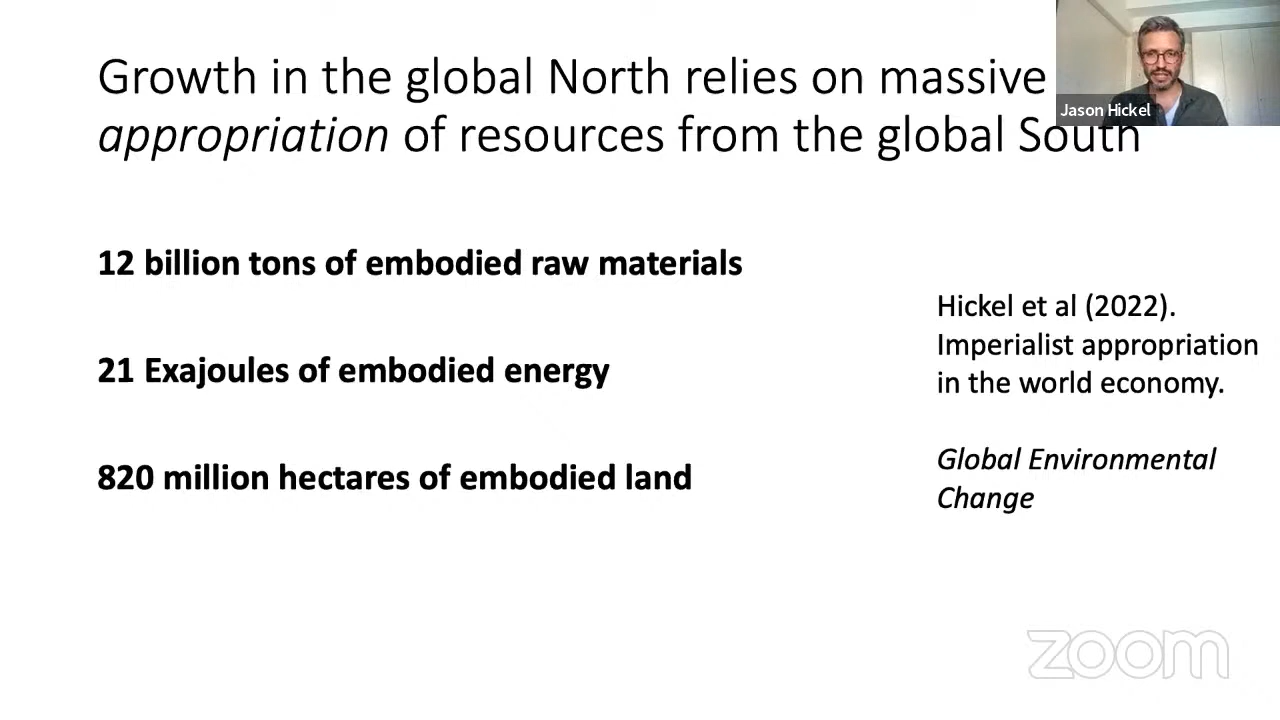 Growth in the global North relies on massive
appropriation of resources from the global South
Jason Hickel
12 billion tons of embodied raw materials
21 Exajoules of embodied energy
820 million hectares of embodied land
Hickel et al (2022).
Imperialist appropriation
in the world economy.
Global Environmental
Change
zoom